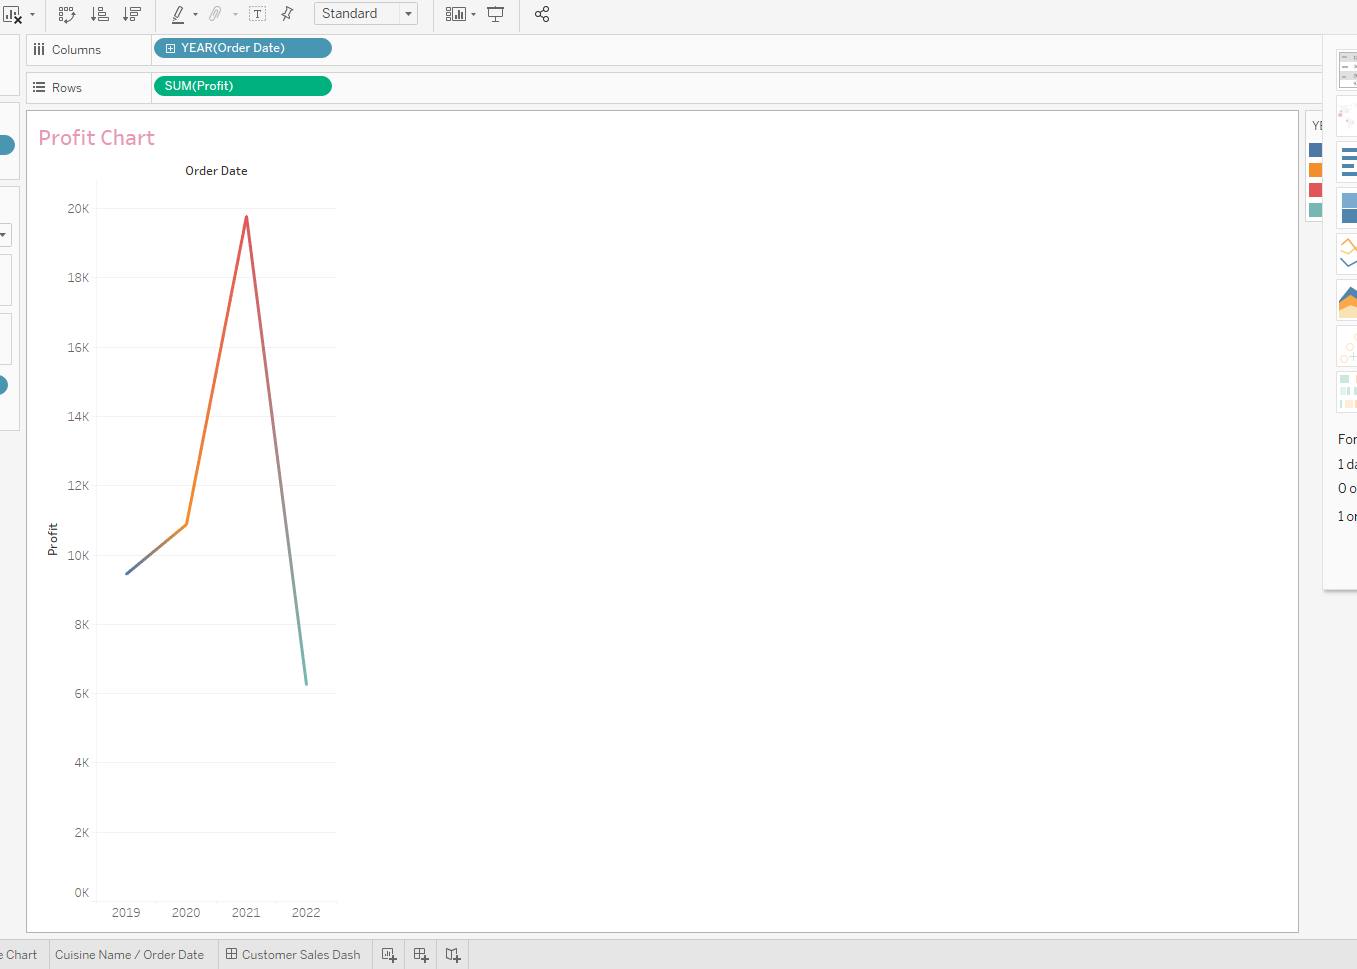 Standard
Columns
YEAR(Order Date)
Rows
SUM(Profit)
Profit Chart
Order Date
20K
18K
16K
14K
12K
10K
8K
6K
4K
2K
0K
Profit
2019 2020 2021 2022
YE
For
1 da
0 o
1 or
e Chart
Cuisine Name / Order Date
Customer Sales Dash